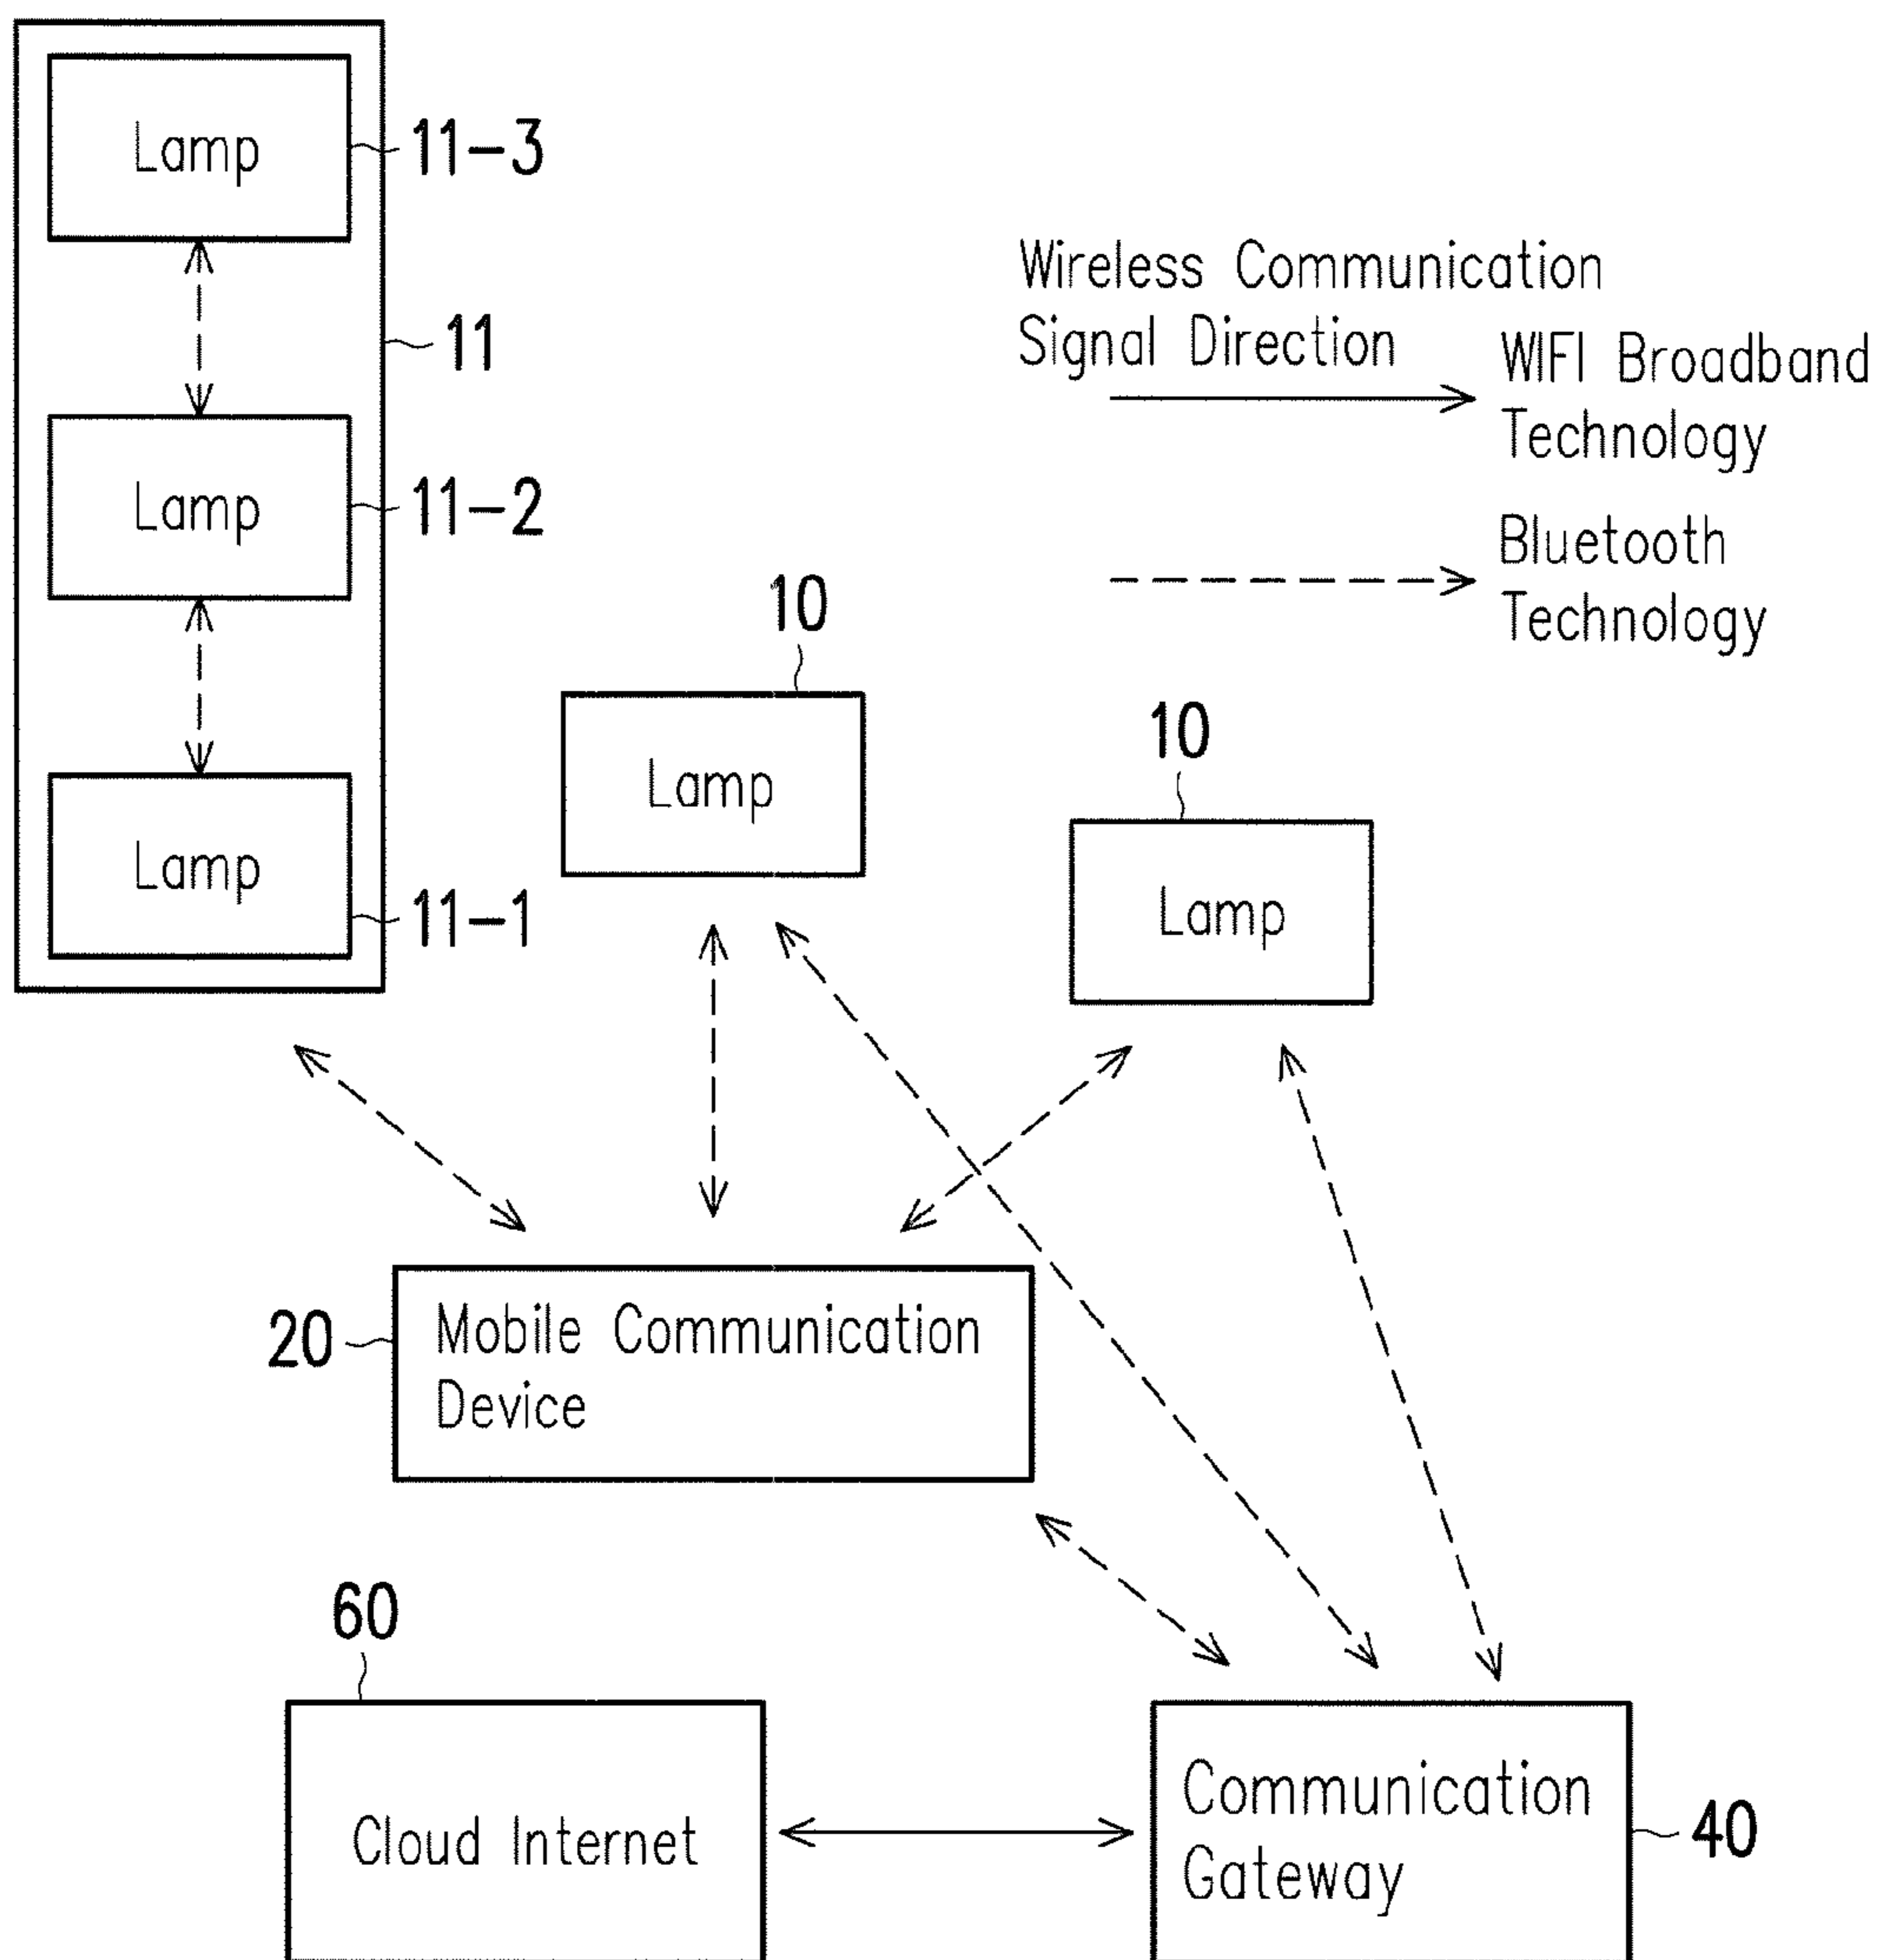 Lamp
11-3
Wireless Communication
Signal Direction
WIFI Broadband
Technology
11
Lamp
11-2
Bluetooth
Technology
10
Lamp
10
Lamp
Lamp
11-1
20
Mobile Communication
Device
60
Cloud Internet
Communication
Gateway
40